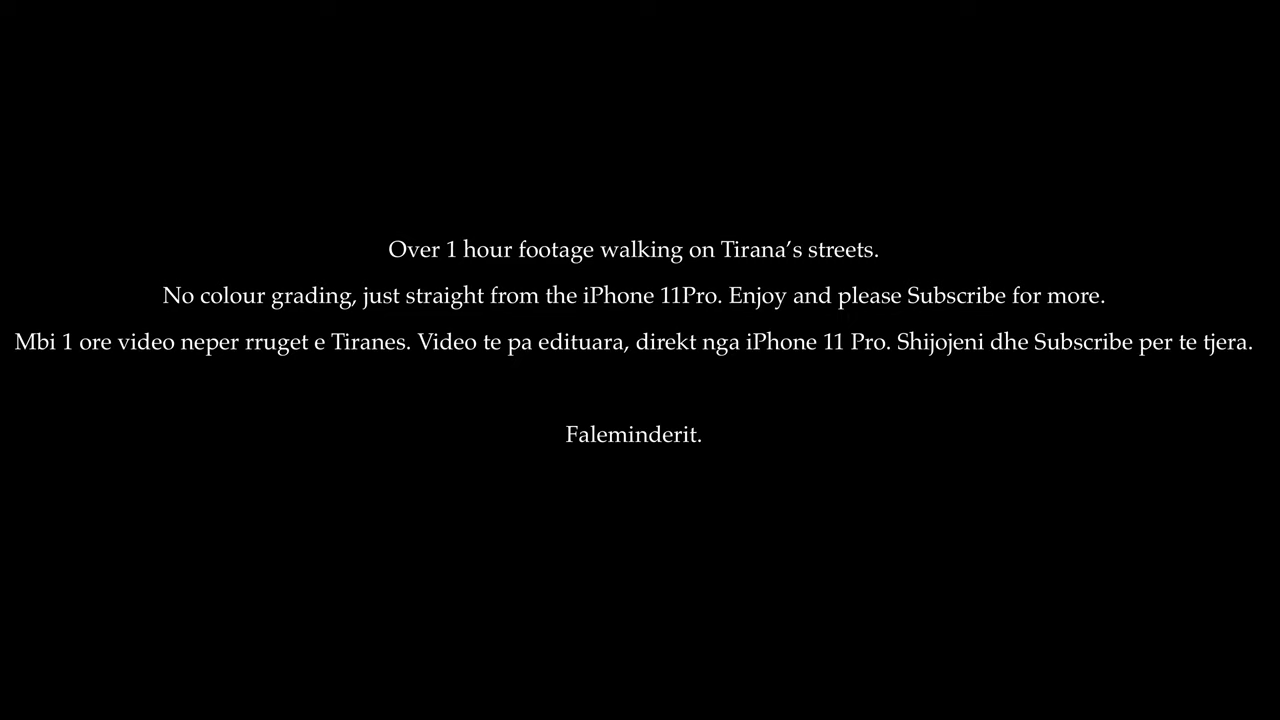 Over 1 hour footage walking on Tirana’s streets.
No colour grading, just straight from the iPhone 11Pro. Enjoy and please Subscribe for more.
Mbi 1 ore video neper rruget e Tiranes. Video te pa edituara, direkt nga iPhone 11 Pro. Shijojeni dhe Subscribe per te tjera.
Faleminderit.